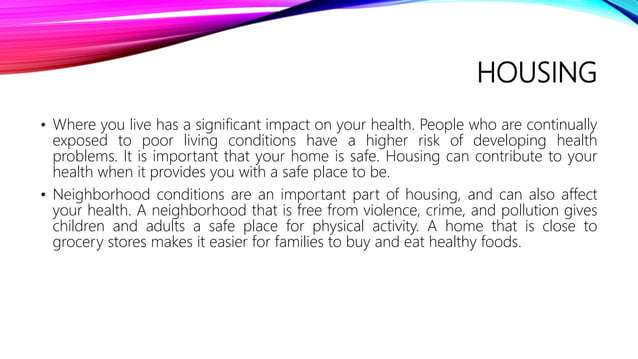 HOUSING
• Where you live has a significant impact on your health. People who are continually
exposed to poor living conditions have a higher risk of developing health
problems. It is important that your home is safe. Housing can contribute to your
health when it provides you with a safe place to be.
• Neighborhood conditions are an important part of housing, and can also affect
your health. A neighborhood that is free from violence, crime, and pollution gives
children and adults a safe place for physical activity. A home that is close to
grocery stores makes it easier for families to buy and eat healthy foods.